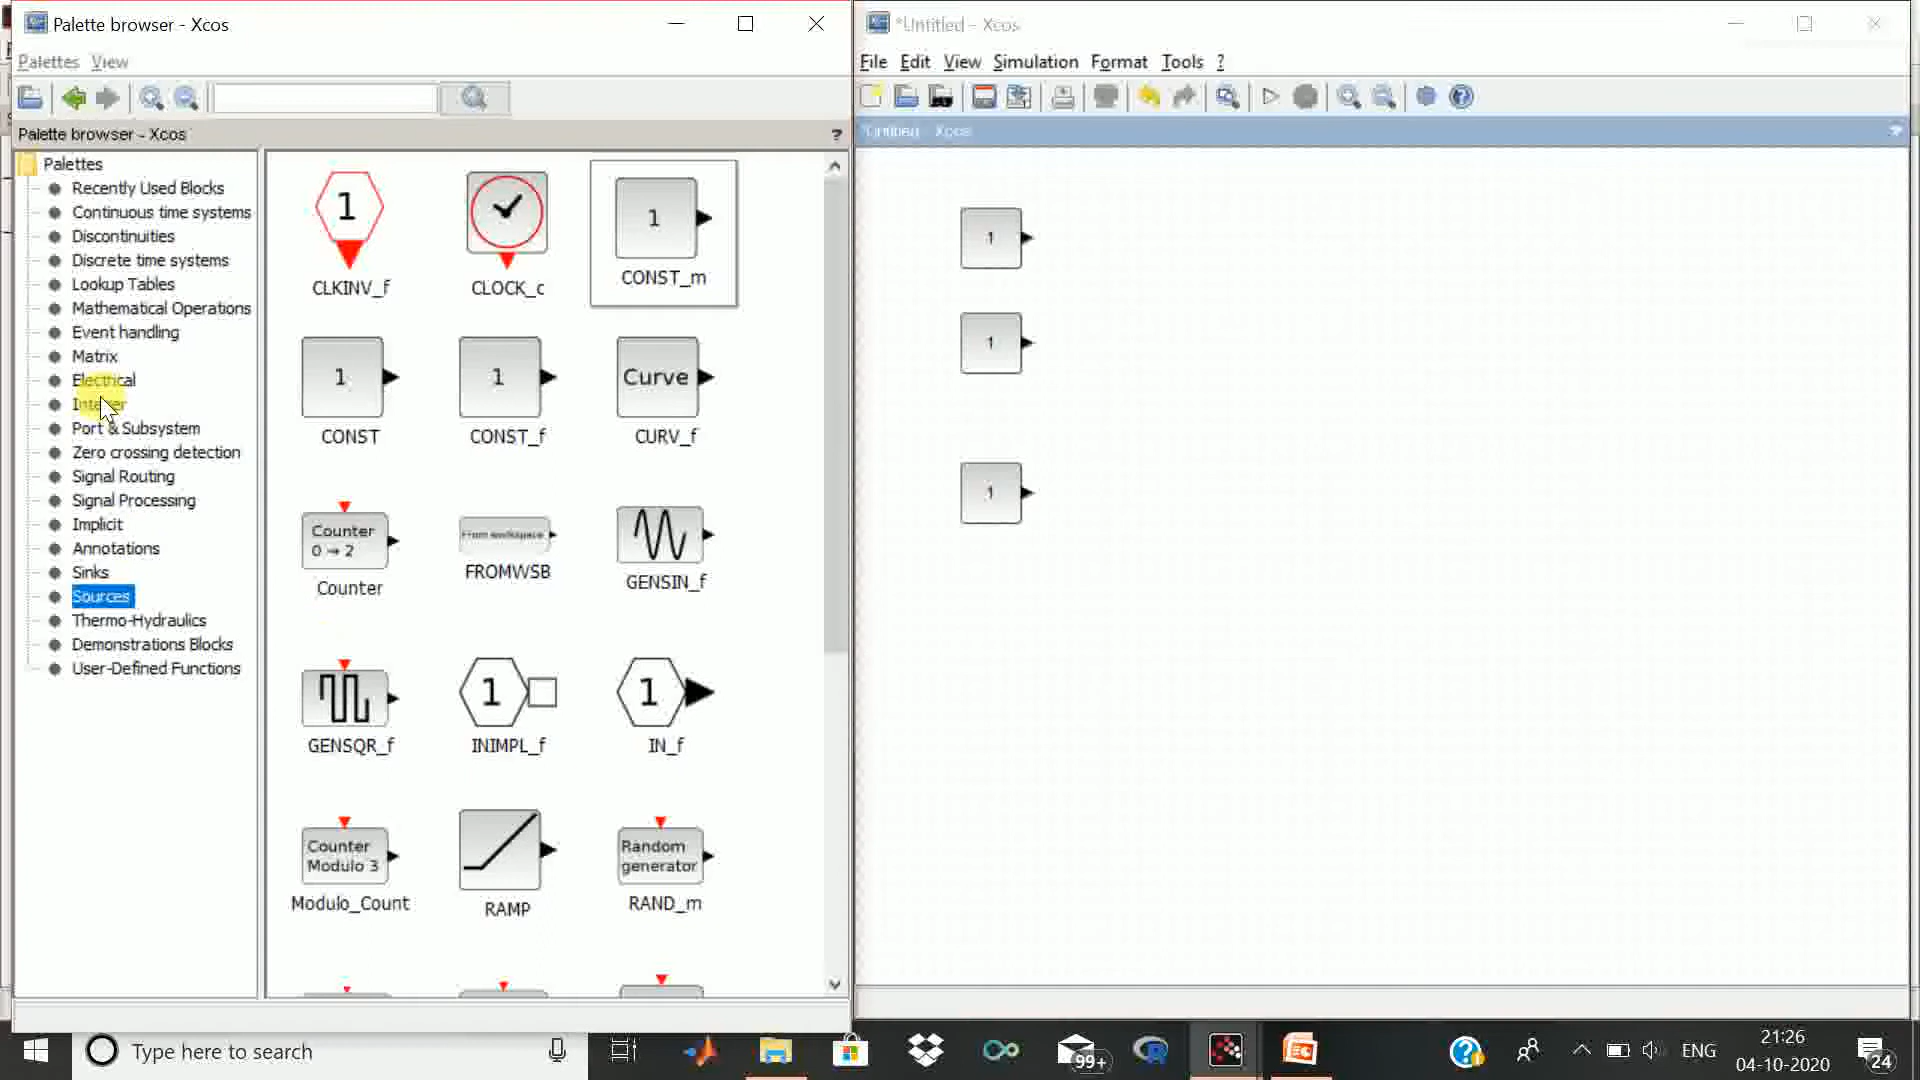 Palette browser - Xcos
Palettes View
Palette browser - Xcos ?
Palettes
Recently Used Blocks
Continuous time systems
Discontinuities
Discrete time systems
Lookup Tables
Mathematical Operations
Event handling
Matrix
Electrical
Integer
Port & Subsystem
Zero crossing detection
Signal Routing
Signal Processing
Implicit
Annotations
Sinks
Sources
Thermo-Hydraulics
Demonstrations Blocks
User-Defined Functions
1
CLKINV_f
CLOCK_c
1
CONST_m
1
CONST
1
CONST_f
Curve
CURV_f
Counter
0 → 2
Counter
From workspace
FROMWSB
GENSIN_f
GENSQR_f
1
INIMPL_f
1
IN_f
Counter
Modulo 3
Modulo_Count
RAMP
Random
generator
RAND_m
*Untitled - Xcos
File Edit View Simulation Format Tools ?
*Untitled - Xcos
1
1
1
Type here to search
99+
ENG
21:26
04-10-2020
24